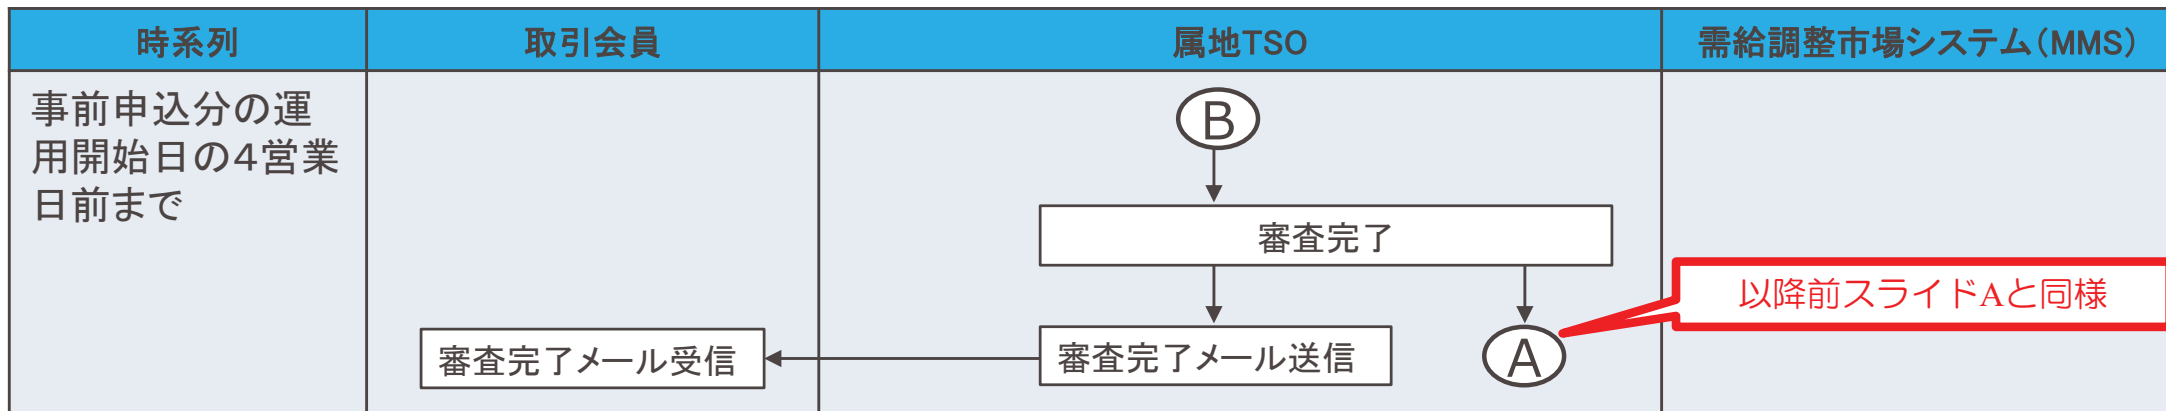 時系列
取引会員
属地TSO
需給調整市場システム(MMS)
事前申込分の運
用開始日の4営業
日前まで
B
審査完了
以降前スライドAと同様
審査完了メール受信
審査完了メール送信
A